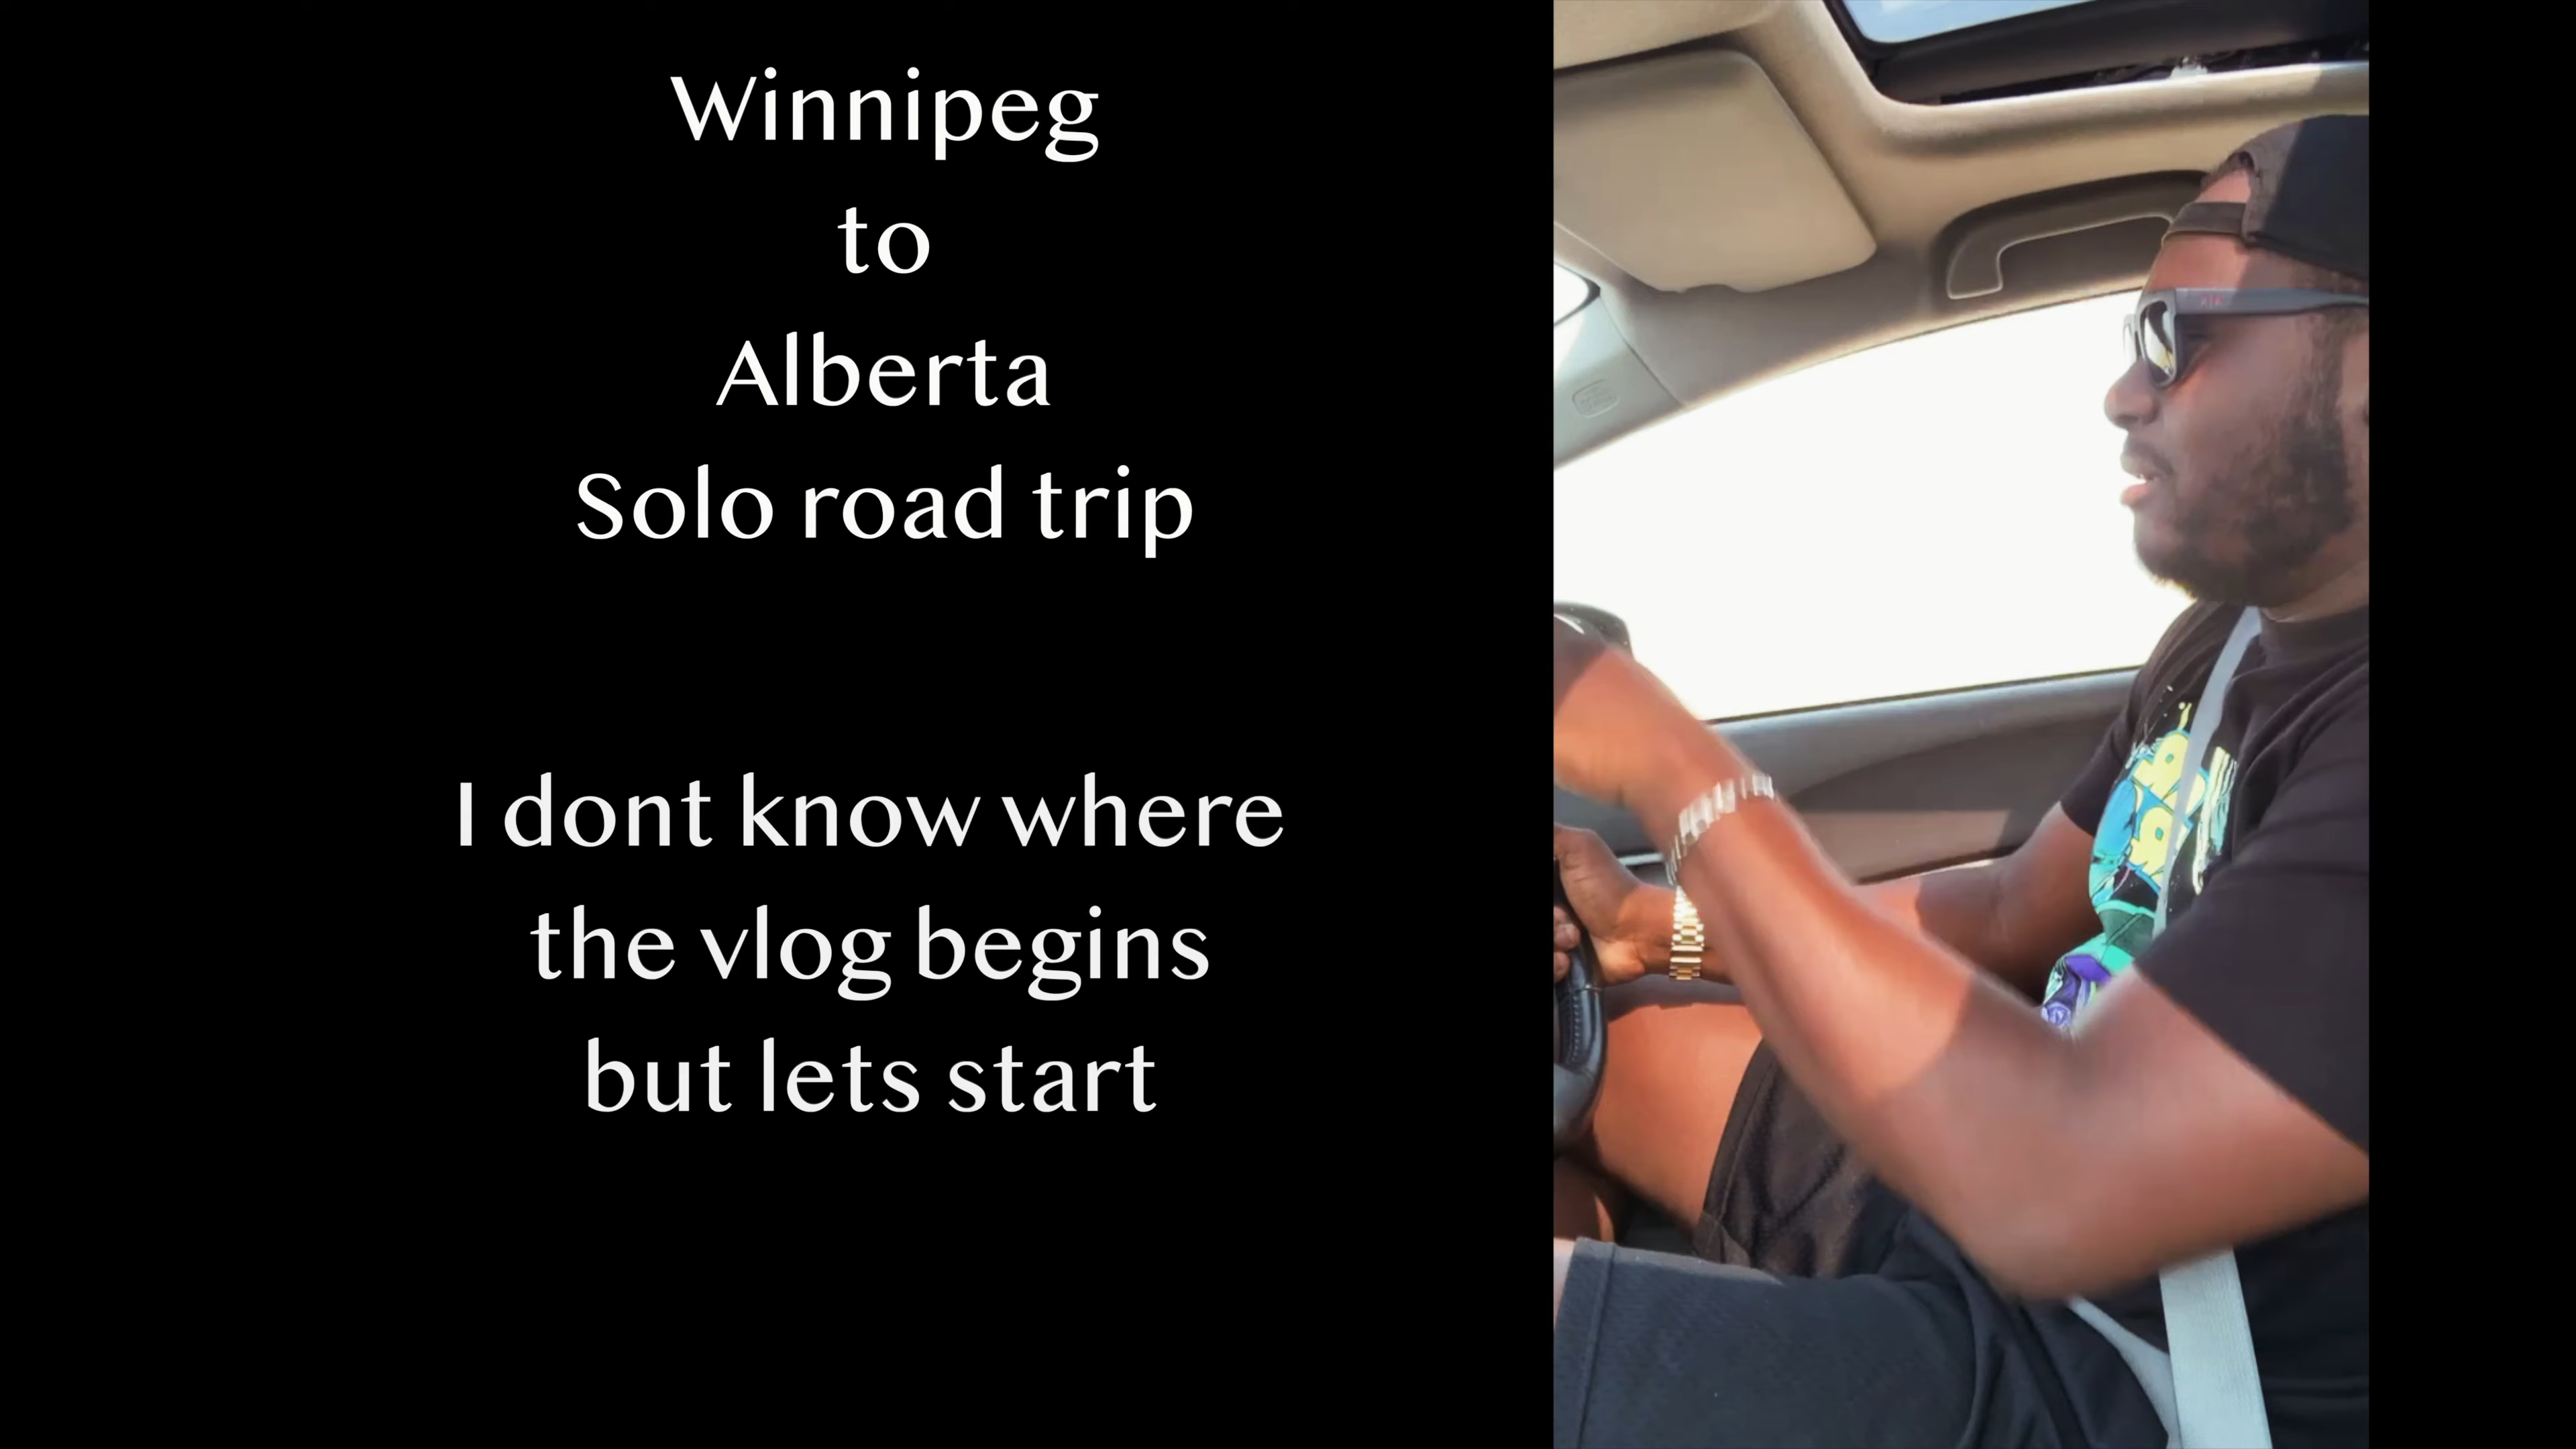 Winnipeg
to
Alberta
Solo road trip
I dont know where
the vlog begins
but lets start